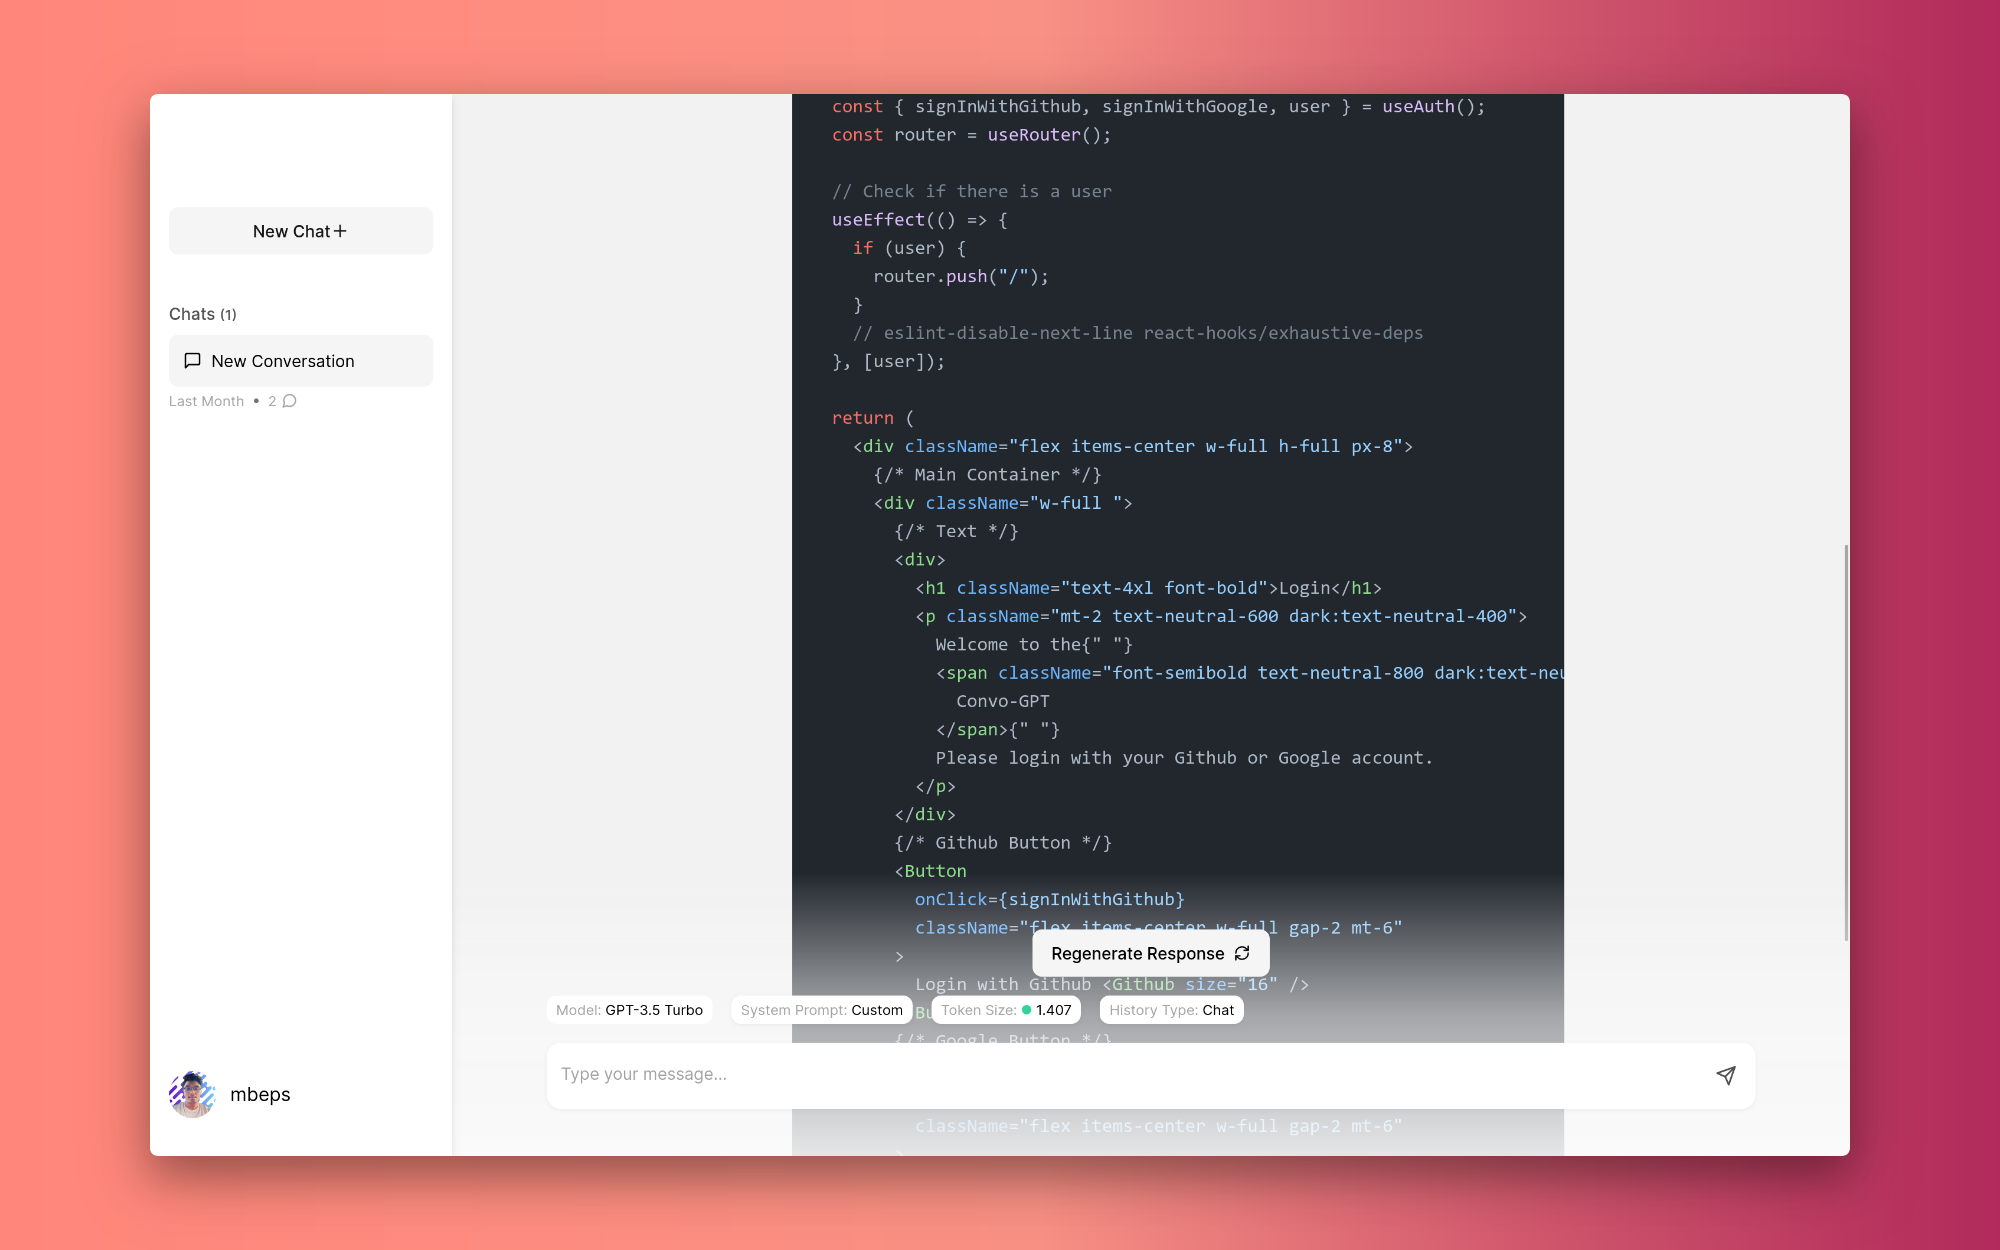 New Chat+
Chats (1)
New Conversation
Last Month • 2
mbeps
const { signInWithGithub, signInWithGoogle, user } = useAuth();
const router = useRouter();
// Check if there is a user
useEffect(() => {
if (user) {
router.push("/");
}
// eslint-disable-next-line react-hooks/exhaustive-deps
}, [user]);
return (
<div className="flex items-center w-full h-full px-8">
{/* Main Container */}
<div className="w-full ">
{/* Text */}
<div>
<h1 className="text-4xl font-bold">Login</h1>
<p className="mt-2 text-neutral-600 dark:text-neutral-400">
Welcome to the{" "}
<span className="font-semibold text-neutral-800 dark:text-neu
Convo-GPT
</span>{" "}
Please login with your Github or Google account.
</p>
</div>
{/* Github Button */}
<Button
onClick={signInWithGithub}
className="flex items-center w-full gap-2 mt-6"
>
Regenerate Response
Login with Github <Github size="16" />
Model: GPT-3.5 Turbo
System Prompt: Custom
Token Size: 1.407
History Type: Chat
{/* Google Button */}
Type your message...
className="flex items-center w-full gap-2 mt-6"